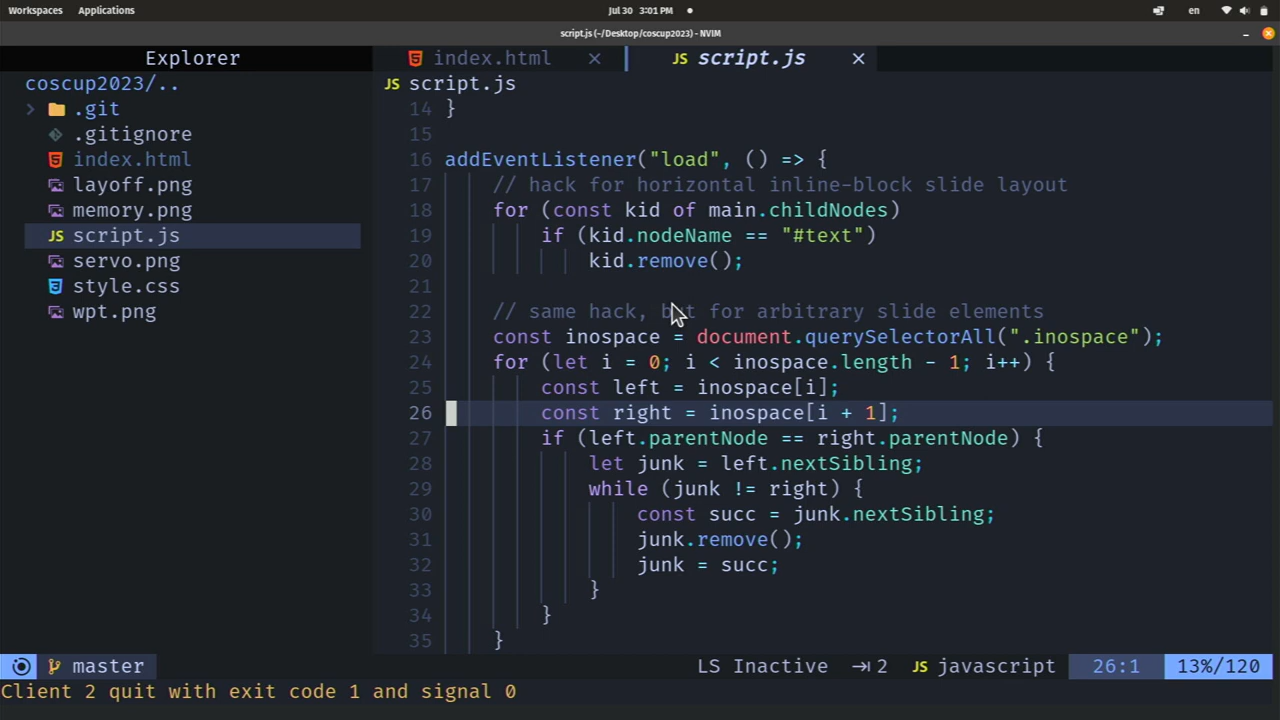 Workspaces Applications Jul 30 3:01 PM en
script.js (~/Desktop/coscup2023) - NVIM
Explorer
coscup2023/..
.git
.gitignore
index.html
layoff.png
memory.png
JS script.js
servo.png
style.css
wpt.png
index.html × JS script.js ×
JS script.js
14 }
15
16 addEventListener("load", () => {
17 // hack for horizontal inline-block slide layout
18 for (const kid of main.childNodes)
19 if (kid.nodeName == "#text")
20 kid.remove();
21
22 // same hack, but for arbitrary slide elements
23 const inospace = document.querySelectorAll(".inospace");
24 for (let i = 0; i < inospace.length - 1; i++) {
25 const left = inospace[i];
26 const right = inospace[i + 1];
27 if (left.parentNode == right.parentNode) {
28 let junk = left.nextSibling;
29 while (junk != right) {
30 const succ = junk.nextSibling;
31 junk.remove();
32 junk = succ;
33 }
34 }
35 }
master LS Inactive 2 JS javascript 26:1 13%/120
Client 2 quit with exit code 1 and signal 0